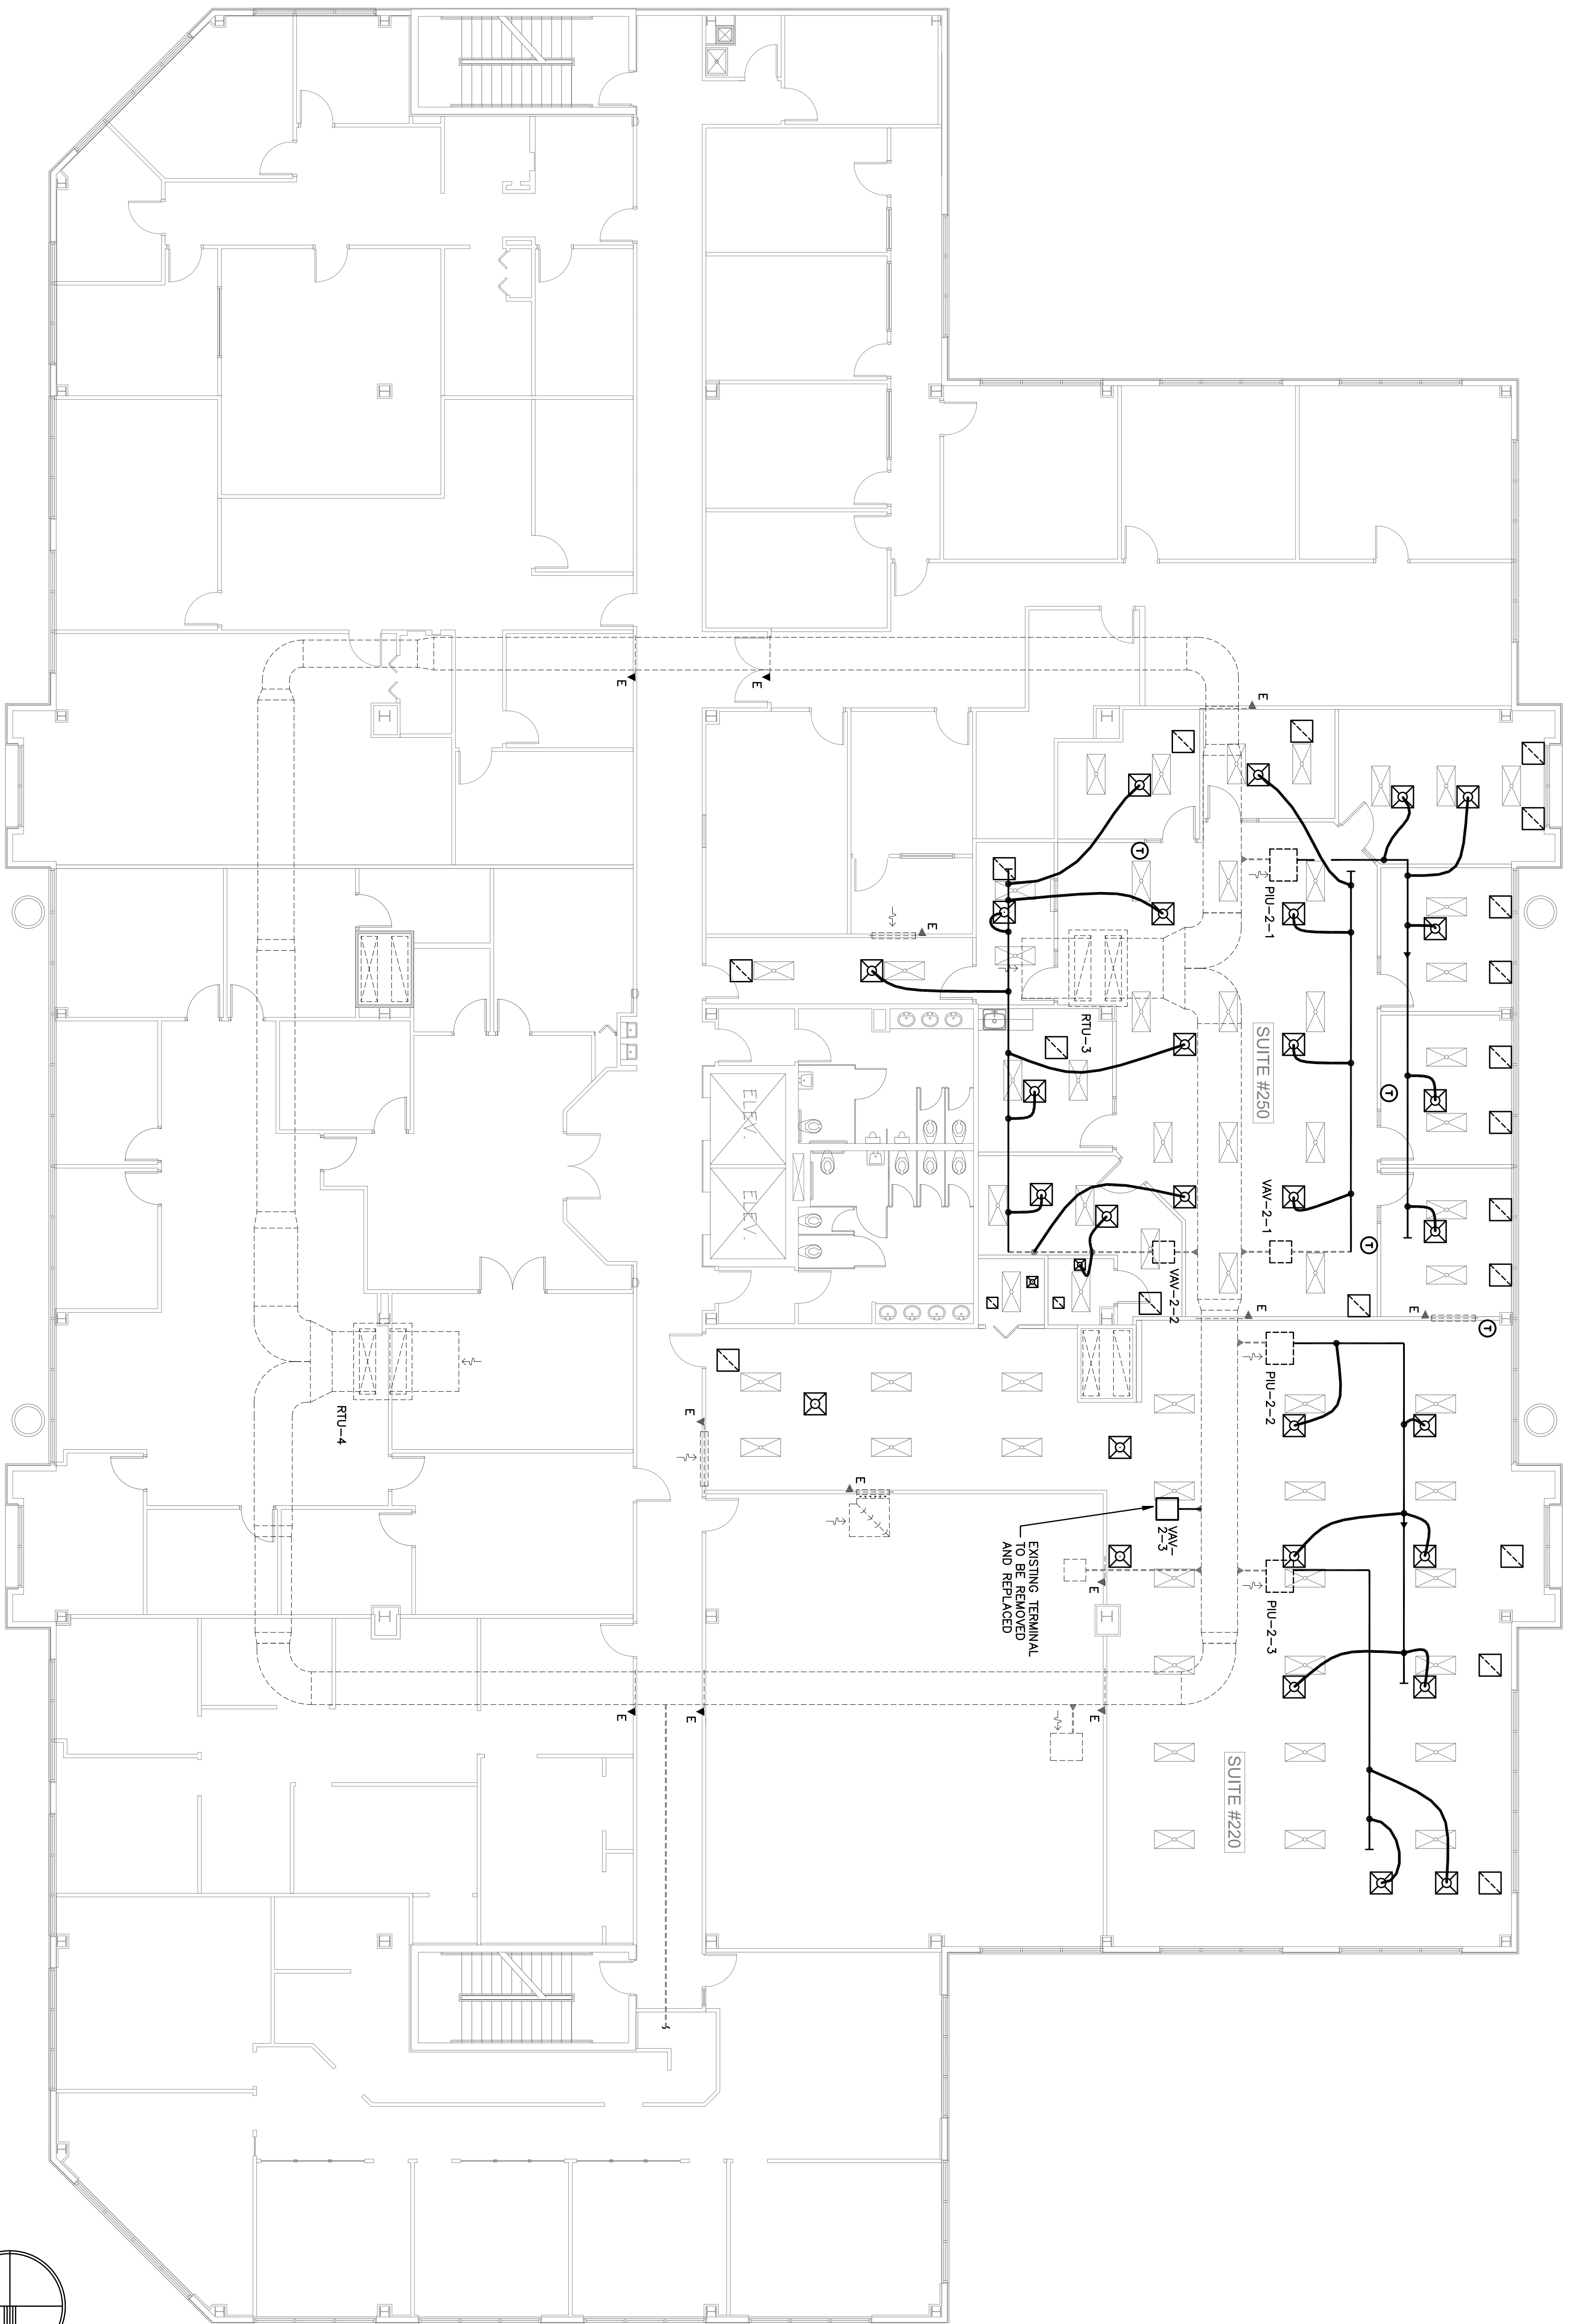 T
E
T
T
PIU-2-1
SUITE #250
VAV-2-1
PIU-2-2
PIU-2-3
E
E
SUITE #220
VAV-2-2
VAV-
2-3
T
RTU-3
EXISTING TERMINAL
TO BE REMOVED
AND REPLACED
E
E
E
E
E
ELEV.
ELEV.
E
E
E
E
RTU-4